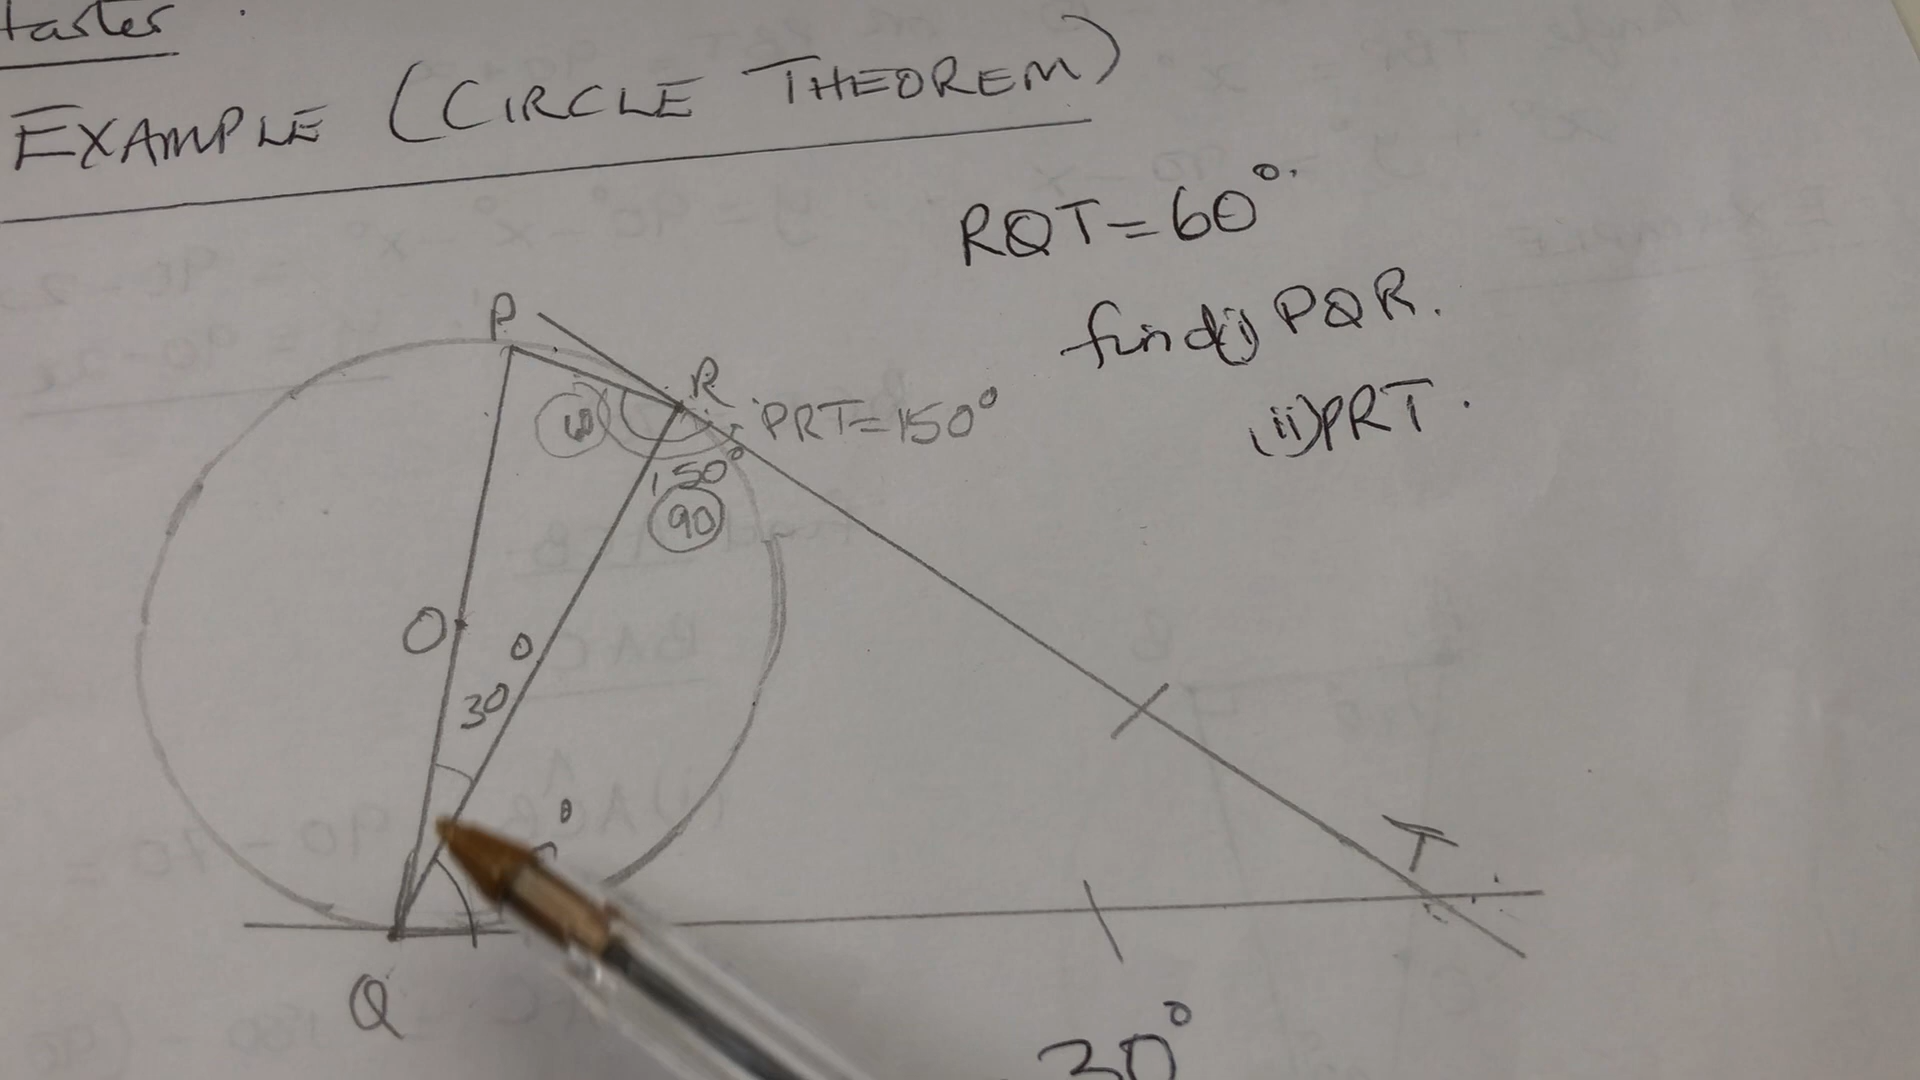 EXAMPLE (CIRCLE THEOREM)
RQT=60°.
find(i) PQR.
(ii)PRT.
P
R
60
PRT=150°
150°
90
O
30°
T
Q
30°